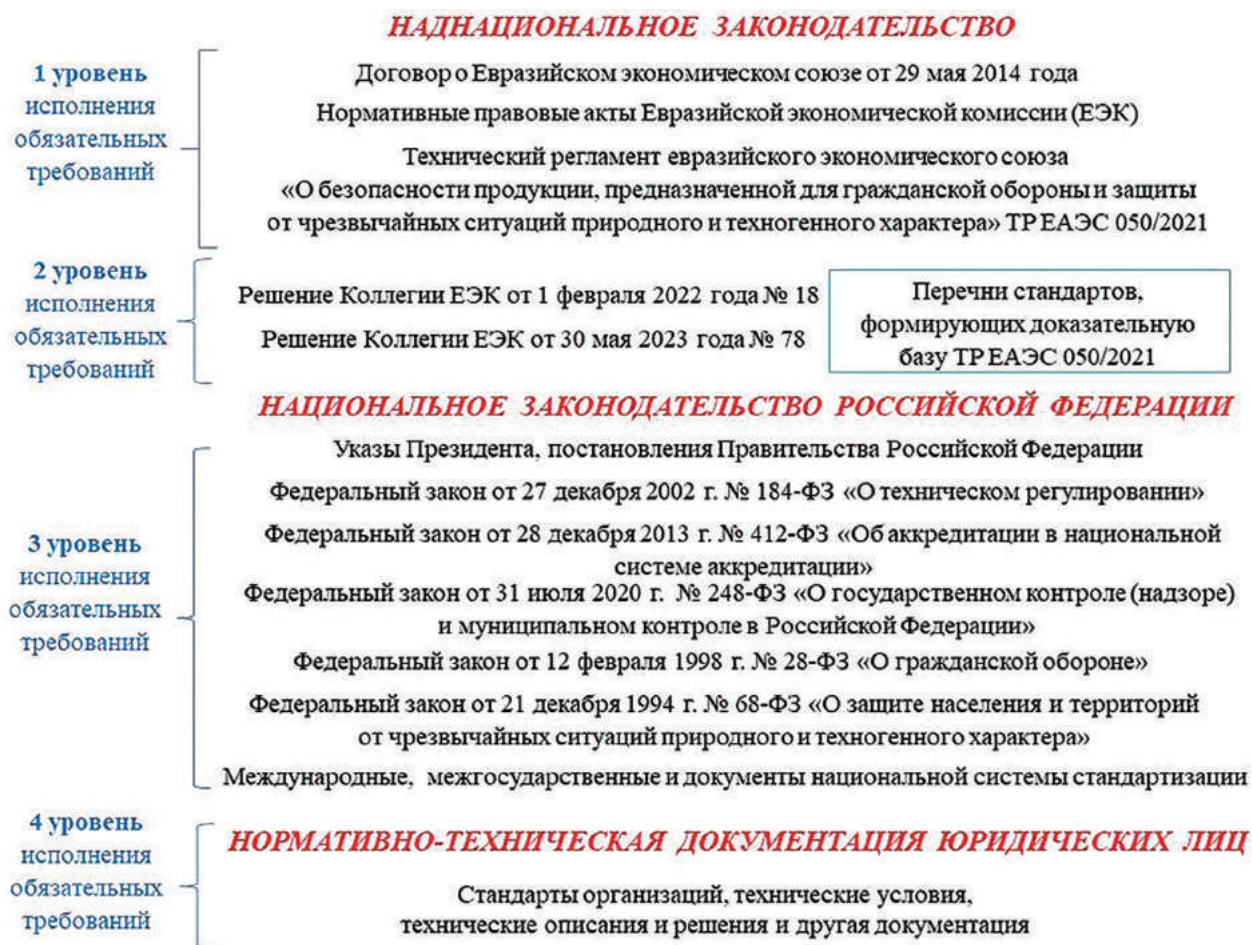 НАДНАЦИОНАЛЬНОЕ ЗАКОНОДАТЕЛЬСТВО
1 уровень
исполнения
обязательных
требований
Договор о Евразийском экономическом союзе от 29 мая 2014 года
Нормативные правовые акты Евразийской экономической комиссии (ЕЭК)
Технический регламент евразийского экономического союза
«О безопасности продукции, предназначенной для гражданской обороны и защиты
от чрезвычайных ситуаций природного и техногенного характера» ТР ЕАЭС 050/2021
2 уровень
исполнения
обязательных
требований
Решение Коллегии ЕЭК от 1 февраля 2022 года № 18
Решение Коллегии ЕЭК от 30 мая 2023 года № 78
Перечни стандартов,
формирующих доказательную
базу ТР ЕАЭС 050/2021
НАЦИОНАЛЬНОЕ ЗАКОНОДАТЕЛЬСТВО РОССИЙСКОЙ ФЕДЕРАЦИИ
3 уровень
исполнения
обязательных
требований
Указы Президента, постановления Правительства Российской Федерации
Федеральный закон от 27 декабря 2002 г. № 184-ФЗ «О техническом регулировании»
Федеральный закон от 28 декабря 2013 г. № 412-ФЗ «Об аккредитации в национальной
системе аккредитации»
Федеральный закон от 31 июля 2020 г. № 248-ФЗ «О государственном контроле (надзоре)
и муниципальном контроле в Российской Федерации»
Федеральный закон от 12 февраля 1998 г. № 28-ФЗ «О гражданской обороне»
Федеральный закон от 21 декабря 1994 г. № 68-ФЗ «О защите населения и территорий
от чрезвычайных ситуаций природного и техногенного характера»
Международные, межгосударственные и документы национальной системы стандартизации
4 уровень
исполнения
обязательных
требований
НОРМАТИВНО-ТЕХНИЧЕСКАЯ ДОКУМЕНТАЦИЯ ЮРИДИЧЕСКИХ ЛИЦ
Стандарты организаций, технические условия,
технические описания и решения и другая документация